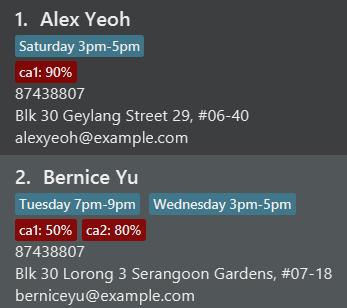 1. Alex Yeoh
Saturday 3pm-5pm
ca1: 90%
87438807
Blk 30 Geylang Street 29, #06-40
alexyeoh@example.com
2. Bernice Yu
Tuesday 7pm-9pm Wednesday 3pm-5pm
ca1: 50% ca2: 80%
87438807
Blk 30 Lorong 3 Serangoon Gardens, #07-18
berniceyu@example.com